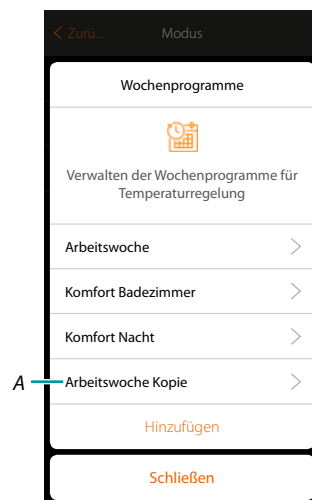 Zurü... Modus
Wochenprogramme
Verwalten der Wochenprogramme für
Temperaturregelung
Arbeitswoche
Komfort Badezimmer
Komfort Nacht
A Arbeitswoche Kopie
Hinzufügen
Schließen